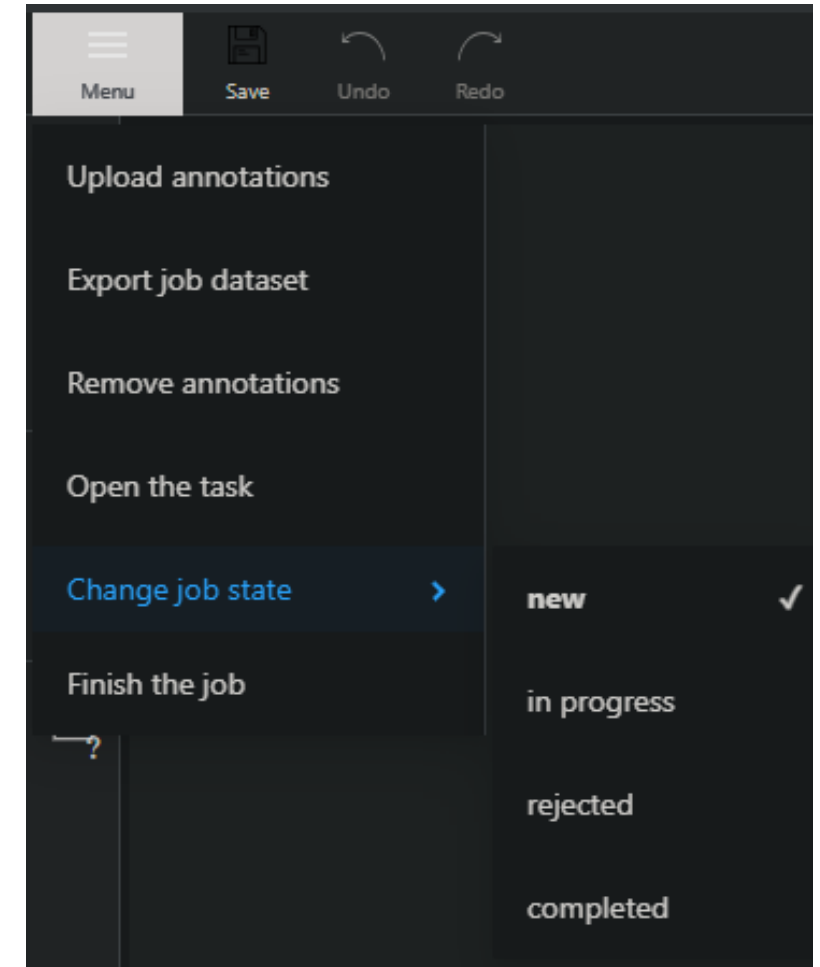 Menu Save Undo Redo
Upload annotations
Export job dataset
Remove annotations
Open the task
Change job state
new
Finish the job
in progress
?
rejected
completed